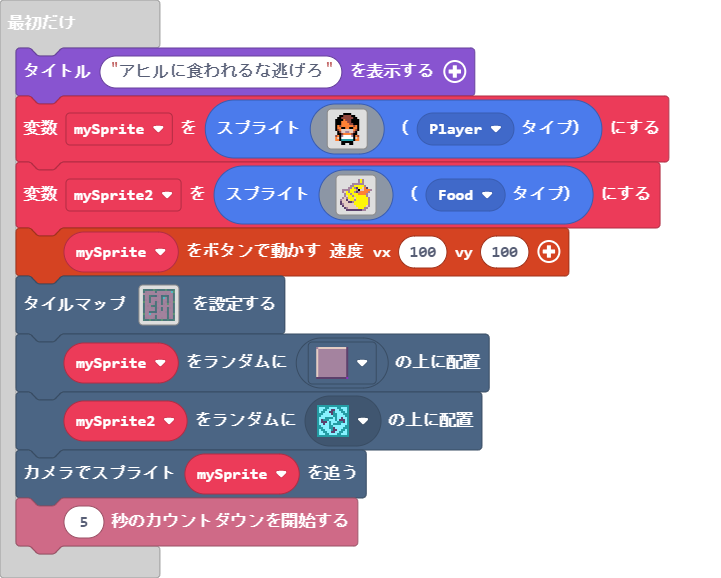 最初だけ
タイトル "アヒルに食われるな逃げろ" を表示する
変数 mySprite を スプライト ( Player タイプ) にする
変数 mySprite2 を スプライト ( Food タイプ) にする
mySprite をボタンで動かす 速度 vx 100 vy 100
タイルマップ を設定する
mySprite をランダムに の上に配置
mySprite2 をランダムに の上に配置
カメラでスプライト mySprite を追う
5 秒のカウントダウンを開始する